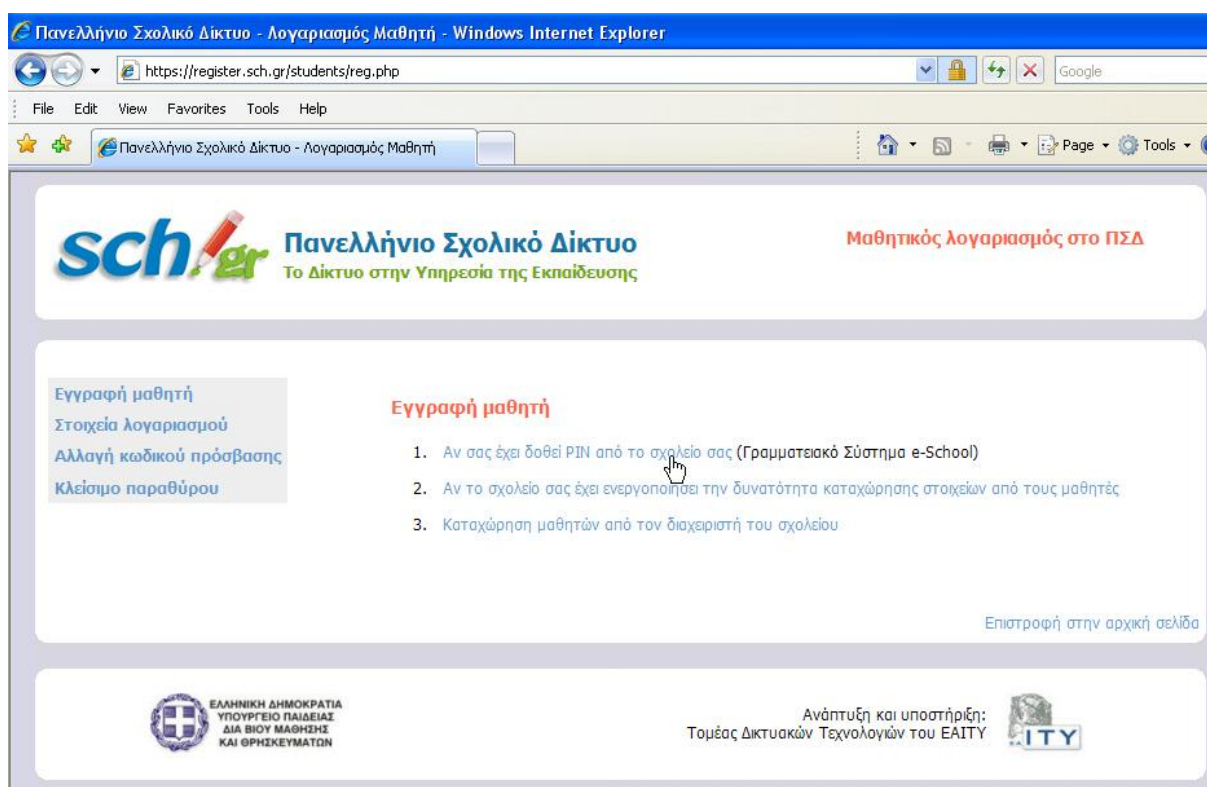 Πανελλήνιο Σχολικό Δίκτυο - Λογαριασμός Μαθητή - Windows Internet Explorer
https://register.sch.gr/students/reg.php
Google
File Edit View Favorites Tools Help
Πανελλήνιο Σχολικό Δίκτυο - Λογαριασμός Μαθητή
Page Tools
sch.gr
Πανελλήνιο Σχολικό Δίκτυο
Το Δίκτυο στην Υπηρεσία της Εκπαίδευσης
Μαθητικός λογαριασμός στο ΠΣΔ
Εγγραφή μαθητή
Στοιχεία λογαριασμού
Αλλαγή κωδικού πρόσβασης
Κλείσιμο παραθύρου
Εγγραφή μαθητή
1. Αν σας έχει δοθεί PIN από το σχολείο σας (Γραμματειακό Σύστημα e-School)
2. Αν το σχολείο σας έχει ενεργοποιήσει την δυνατότητα καταχώρησης στοιχείων από τους μαθητές
3. Καταχώρηση μαθητών από τον διαχειριστή του σχολείου
Επιστροφή στην αρχική σελίδα
ΕΛΛΗΝΙΚΗ ΔΗΜΟΚΡΑΤΙΑ
ΥΠΟΥΡΓΕΙΟ ΠΑΙΔΕΙΑΣ
ΔΙΑ ΒΙΟΥ ΜΑΘΗΣΗΣ
ΚΑΙ ΘΡΗΣΚΕΥΜΑΤΩΝ
Ανάπτυξη και υποστήριξη:
Τομέας Δικτυακών Τεχνολογιών του ΕΑΙΤΥ
ΙΤΥ